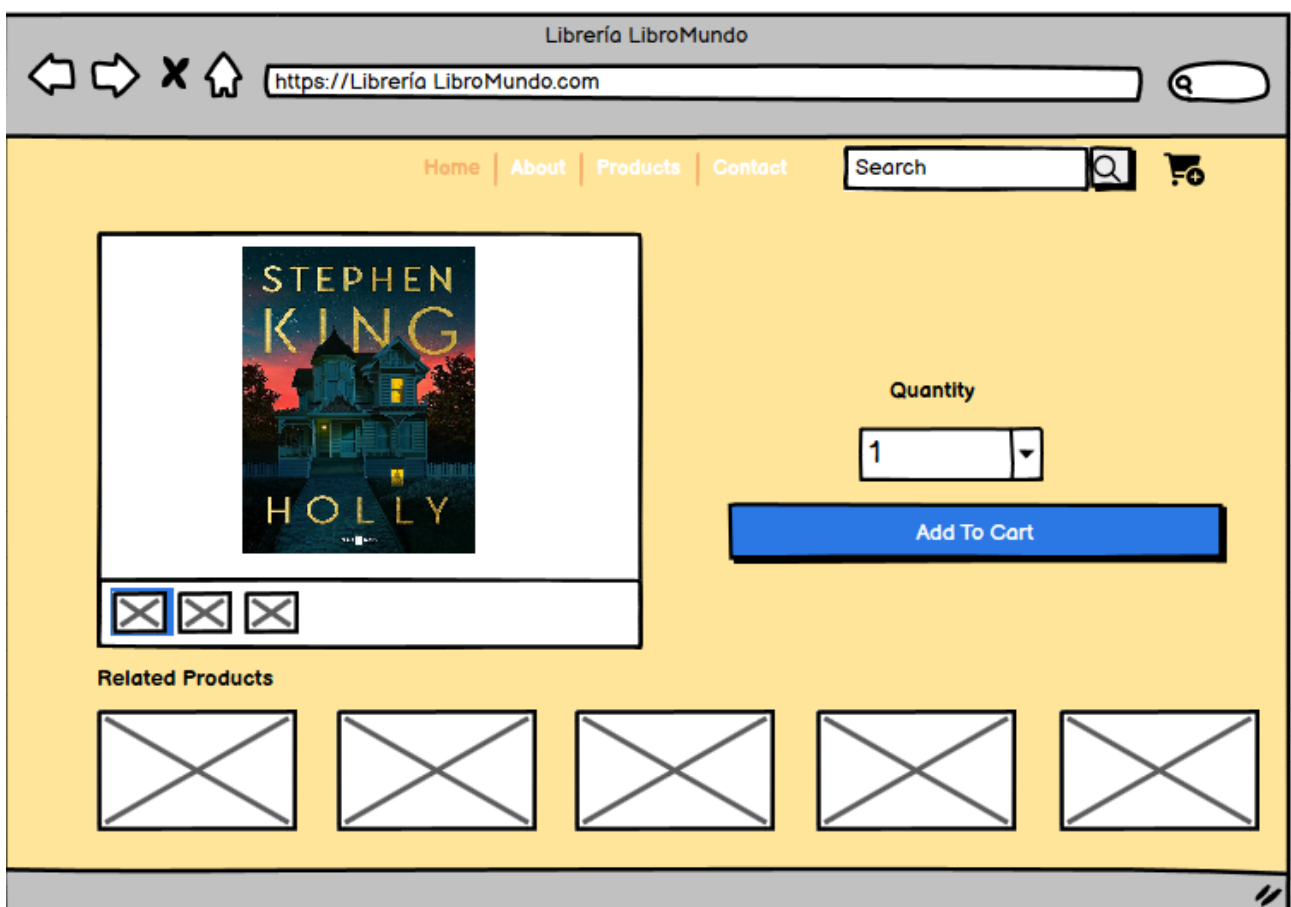 Librería LibroMundo
https://Librería LibroMundo.com
Home About Products Contact
Search
STEPHEN
KING
HOLLY
Quantity
1
Add To Cart
Related Products